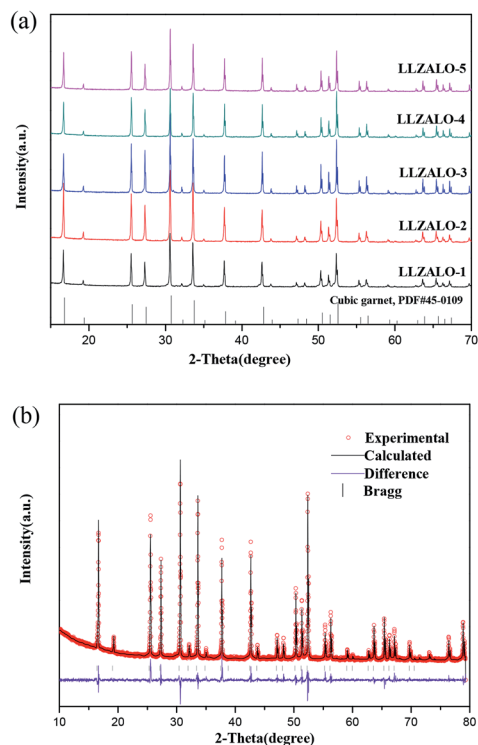 (a)
Intensity(a.u.)
LLZALO-5
LLZALO-4
LLZALO-3
LLZALO-2
LLZALO-1
Cubic garnet, PDF#45-0109
20 30 40 50 60 70
2-Theta(degree)
(b)
Intensity(a.u.)
Experimental
Calculated
Difference
Bragg
10 20 30 40 50 60 70 80
2-Theta(degree)